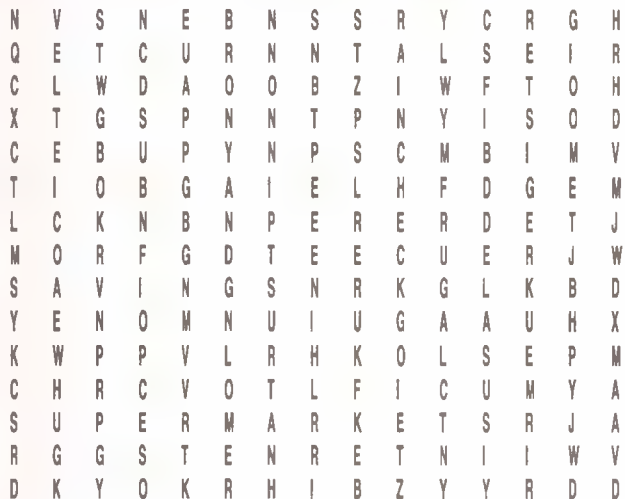 N V S N E B N S S R Y C R G H
Q E T C U R N N T A L S E I R
C L W D A O O B Z I W F T O H
X T G S P N N T P N Y I S O D
C E B U P Y N P S C M B I M V
T I O B G A I E L H F D G E M
L C K N B N P E R E R D E T J
M O R F G D T E E C U E R J W
S A V I N G S N R K G L K B D
Y E N O M N U I U G A A U H X
K W P P V L R H K O L S E P M
C H R C V O T L F I C U M Y A
S U P E R M A R K E T S R J A
R G G S T E N R E T N I I W V
D K Y O K R H I B Z Y Y R D D